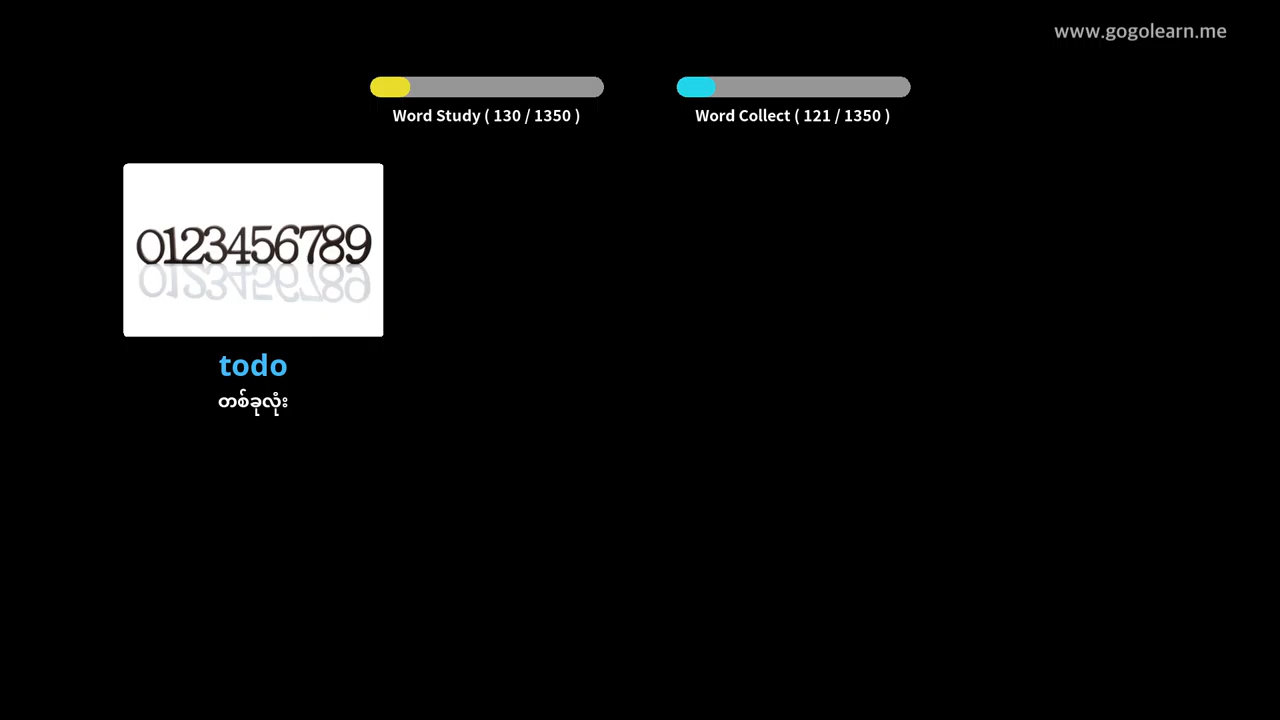 www.gogolearn.me
Word Study ( 130 / 1350 )
Word Collect ( 121 / 1350 )
0123456789
todo
တစ်ခုလုံး